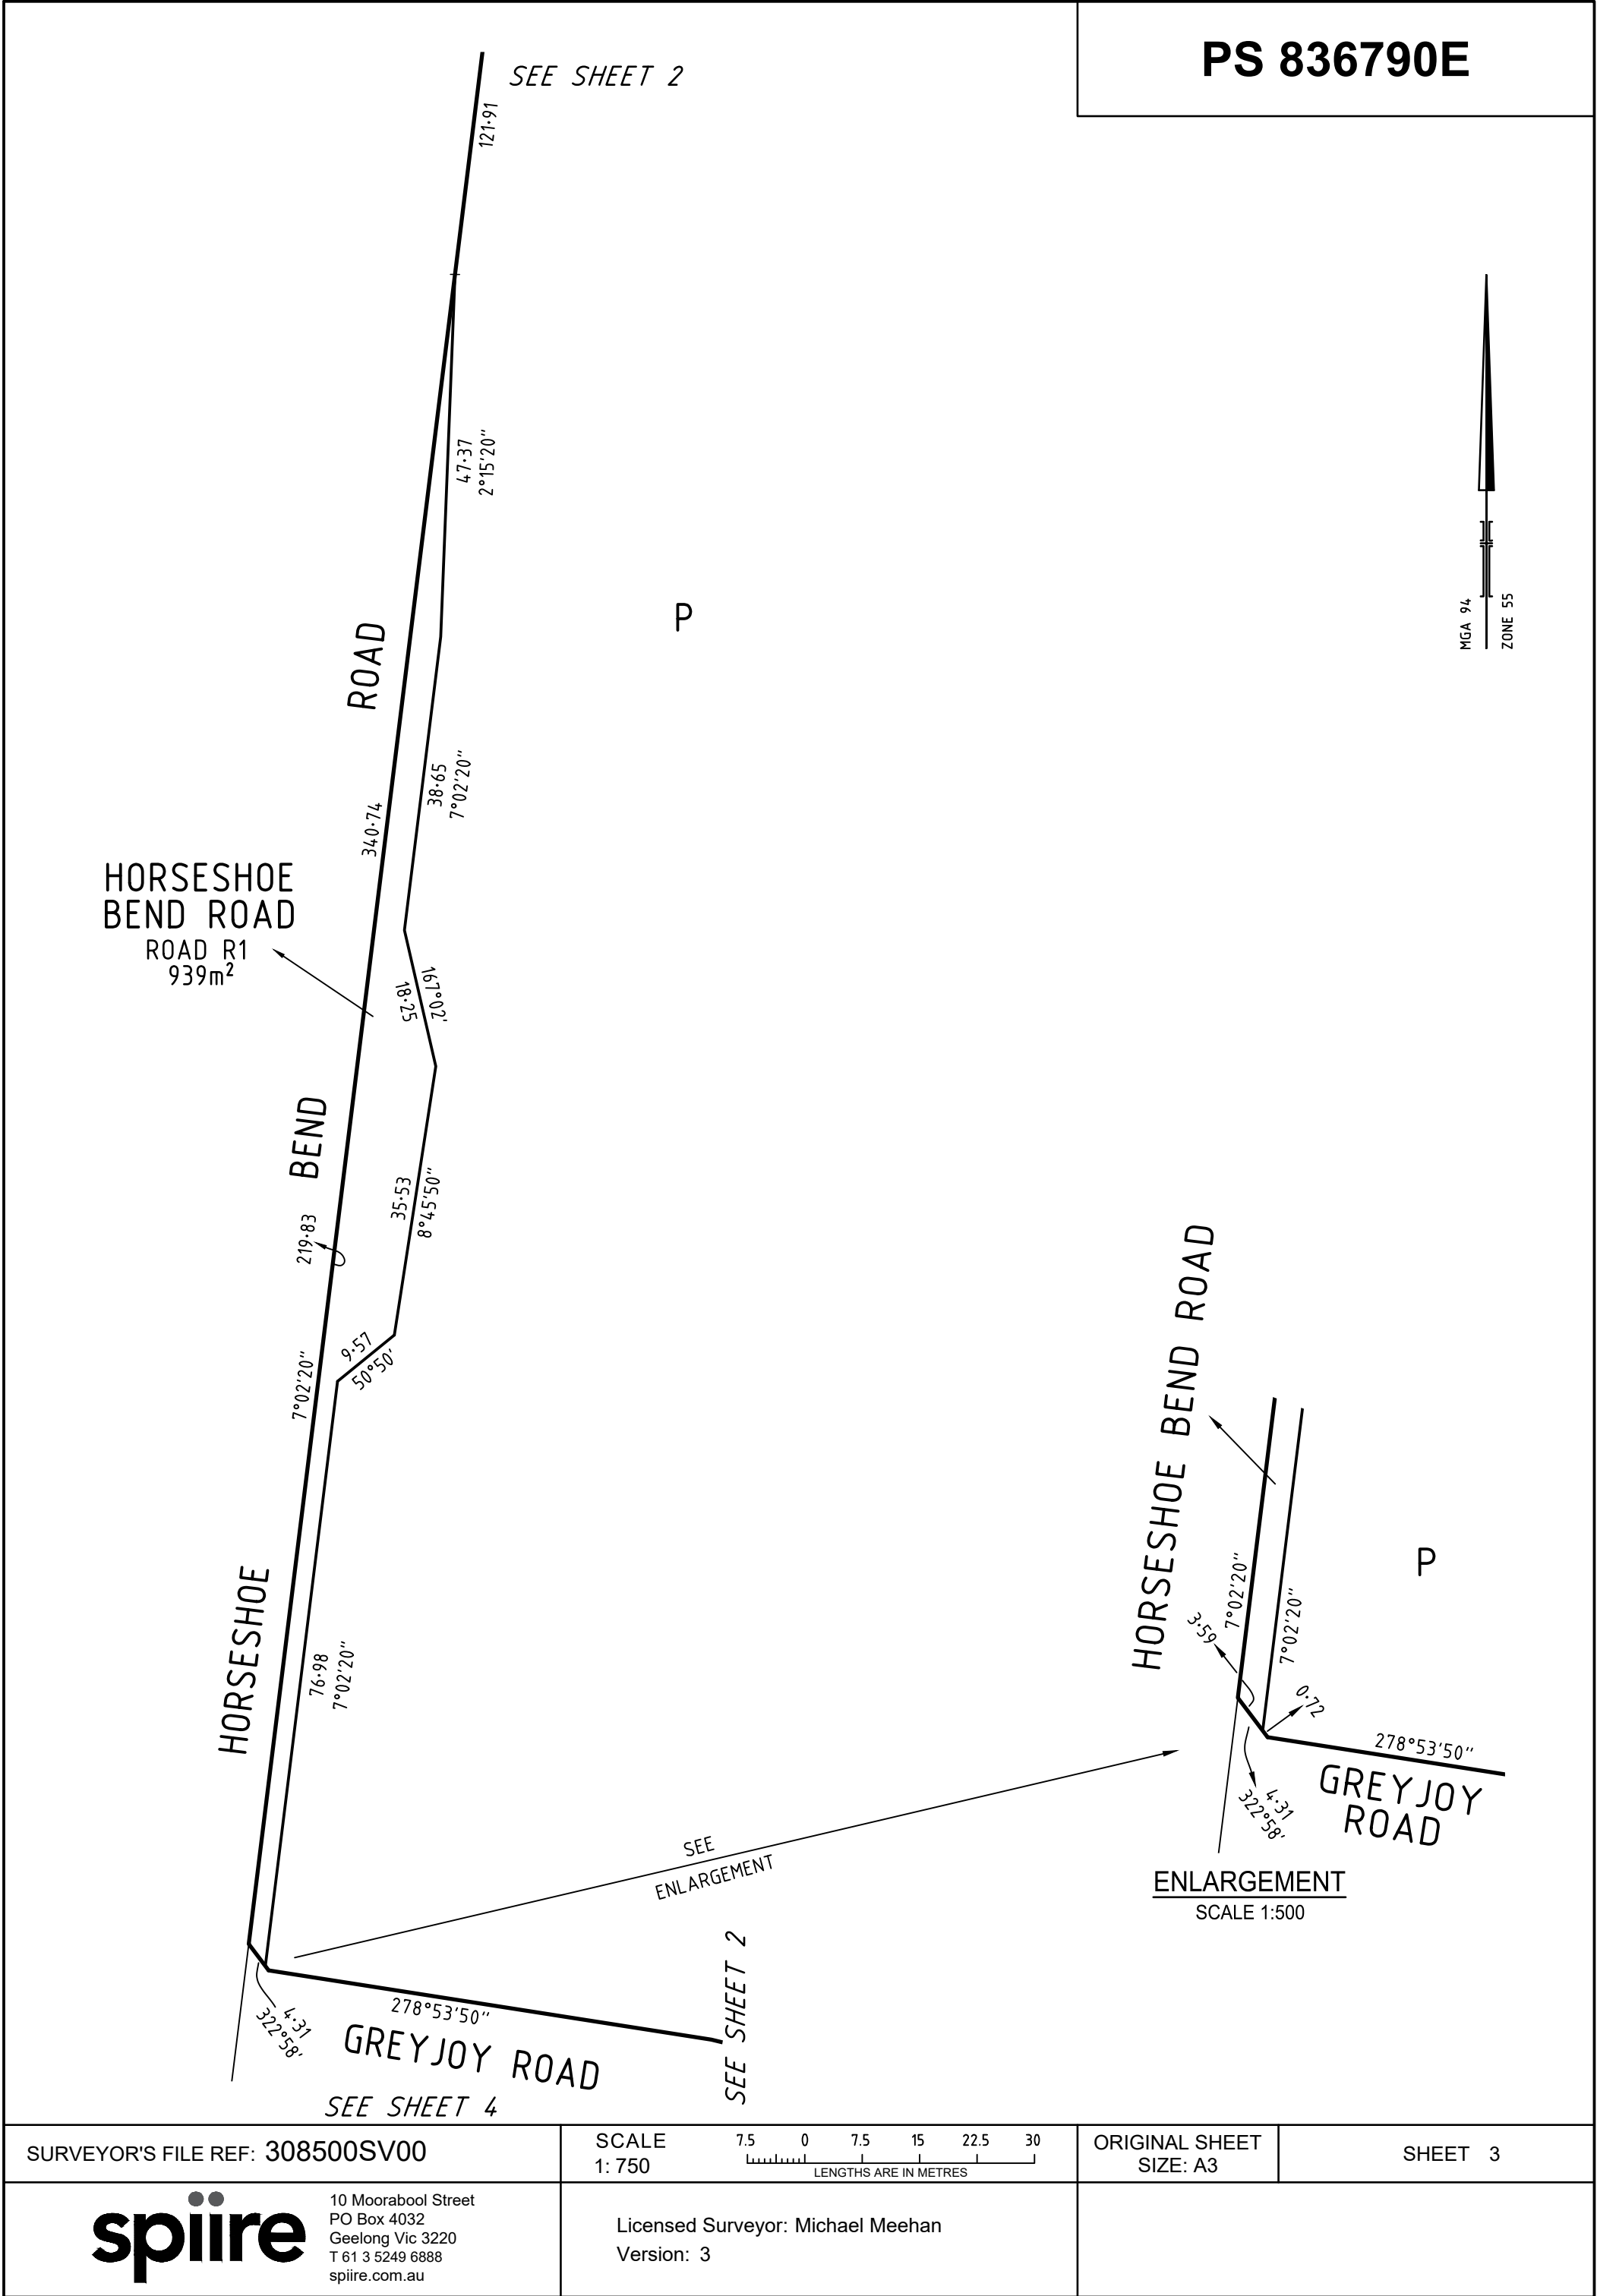 PS 836790E
SEE SHEET 2
121·91
47·37
2°15'20"
MGA 94
ZONE 55
P
ROAD
38·65
7°02'20"
340·74
HORSESHOE
BEND ROAD
ROAD R1
939m²
167°02'
18·25
BEND
35·53
8°45'50"
219·83
9·57
50°50'
7°02'20"
HORSESHOE
76·98
7°02'20"
HORSESHOE BEND ROAD
P
7°02'20"
7°02'20"
3·59
0·72
278°53'50"
GREYJOY
ROAD
4·31
322°58'
ENLARGEMENT
SCALE 1:500
SEE
ENLARGEMENT
SEE SHEET 2
278°53'50"
GREYJOY ROAD
4·31
322°58'
SEE SHEET 4
SURVEYOR'S FILE REF: 308500SV00
SCALE
1: 750
7.5 0 7.5 15 22.5 30
LENGTHS ARE IN METRES
ORIGINAL SHEET
SIZE: A3
SHEET 3
spiire
10 Moorabool Street
PO Box 4032
Geelong Vic 3220
T 61 3 5249 6888
spiire.com.au
Licensed Surveyor: Michael Meehan
Version: 3